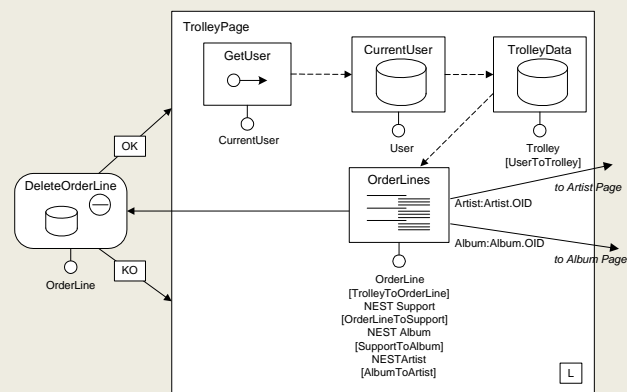 TrolleyPage
GetUser
CurrentUser
CurrentUser
User
TrolleyData
Trolley
[UserToTrolley]
OK
DeleteOrderLine
OrderLine
KO
OrderLines
Artist:Artist.OID
to Artist Page
Album:Album.OID
to Album Page
OrderLine
[TrolleyToOrderLine]
NEST Support
[OrderLineToSupport]
NEST Album
[SupportToAlbum]
NESTArtist
[AlbumToArtist]
L